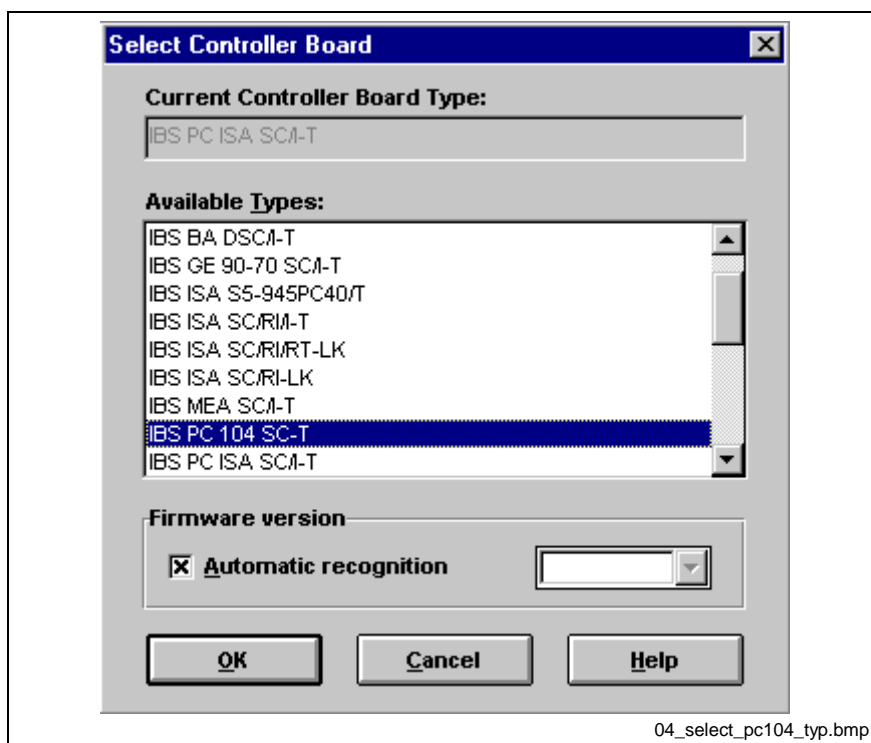 Select Controller Board
Current Controller Board Type:
IBS PC ISA SC/I-T
Available Types:
IBS BA DSC/I-T
IBS GE 90-70 SC/I-T
IBS ISA S5-945PC40/T
IBS ISA SC/RI/I-T
IBS ISA SC/RI/RT-LK
IBS ISA SC/RI-LK
IBS MEA SC/I-T
IBS PC 104 SC-T
IBS PC ISA SC/I-T
Firmware version
Automatic recognition
OK Cancel Help
04_select_pc104_typ.bmp